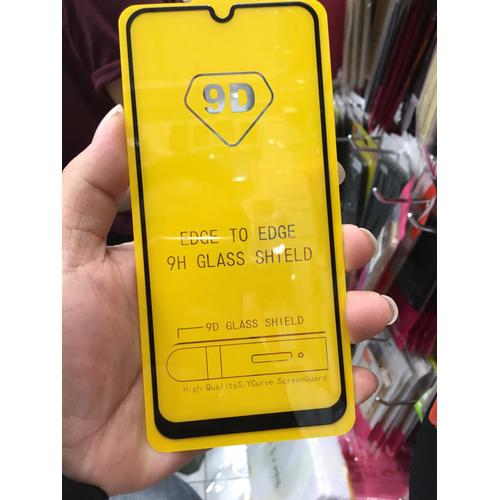 9D
EDGE TO EDGE
9H GLASS SHIELD
9D GLASS SHIELD
High QualityS.YCurve ScreenGuard